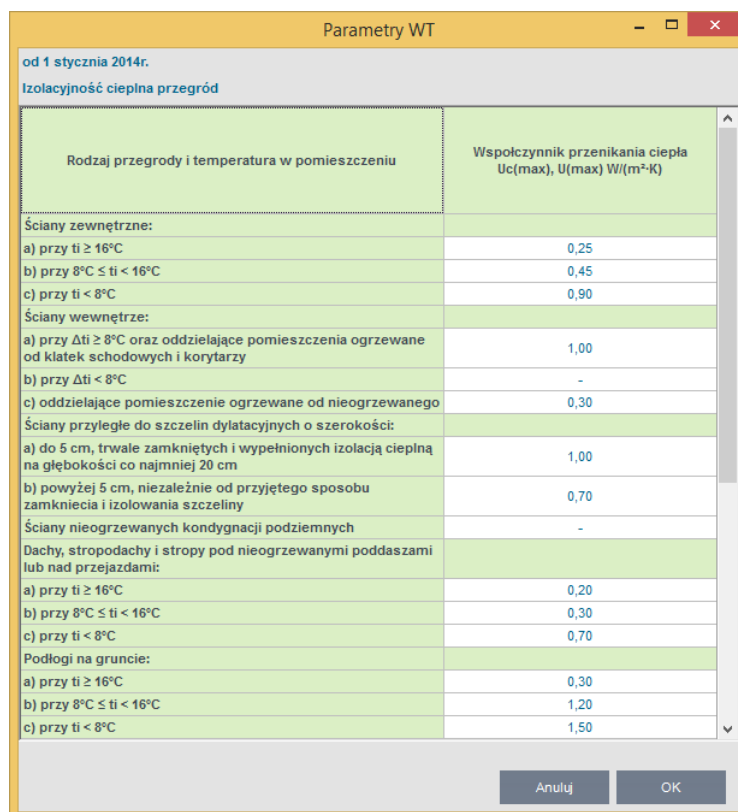 Parametry WT
od 1 stycznia 2014r.
Izolacyjność cieplna przegród
Rodzaj przegrody i temperatura w pomieszczeniu
Wspołczynnik przenikania ciepła
Uc(max), U(max) W/(m²·K)
Ściany zewnętrzne:
a) przy ti ≥ 16°C 0,25
b) przy 8°C ≤ ti < 16°C 0,45
c) przy ti < 8°C 0,90
Ściany wewnętrze:
a) przy Δti ≥ 8°C oraz oddzielające pomieszczenia ogrzewane
od klatek schodowych i korytarzy
1,00
b) przy Δti < 8°C -
c) oddzielające pomieszczenie ogrzewane od nieogrzewanego 0,30
Ściany przyległe do szczelin dylatacyjnych o szerokości:
a) do 5 cm, trwale zamkniętych i wypełnionych izolacją cieplną
na głębokości co najmniej 20 cm
1,00
b) powyżej 5 cm, niezależnie od przyjętego sposobu
zamkniecia i izolowania szczeliny
0,70
Ściany nieogrzewanych kondygnacji podziemnych -
Dachy, stropodachy i stropy pod nieogrzewanymi poddaszami
lub nad przejazdami:
a) przy ti ≥ 16°C 0,20
b) przy 8°C ≤ ti < 16°C 0,30
c) przy ti < 8°C 0,70
Podłogi na gruncie:
a) przy ti ≥ 16°C 0,30
b) przy 8°C ≤ ti < 16°C 1,20
c) przy ti < 8°C 1,50
Anuluj OK